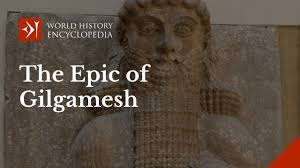 WORLD HISTORY
ENCYCLOPEDIA
The Epic of
Gilgamesh